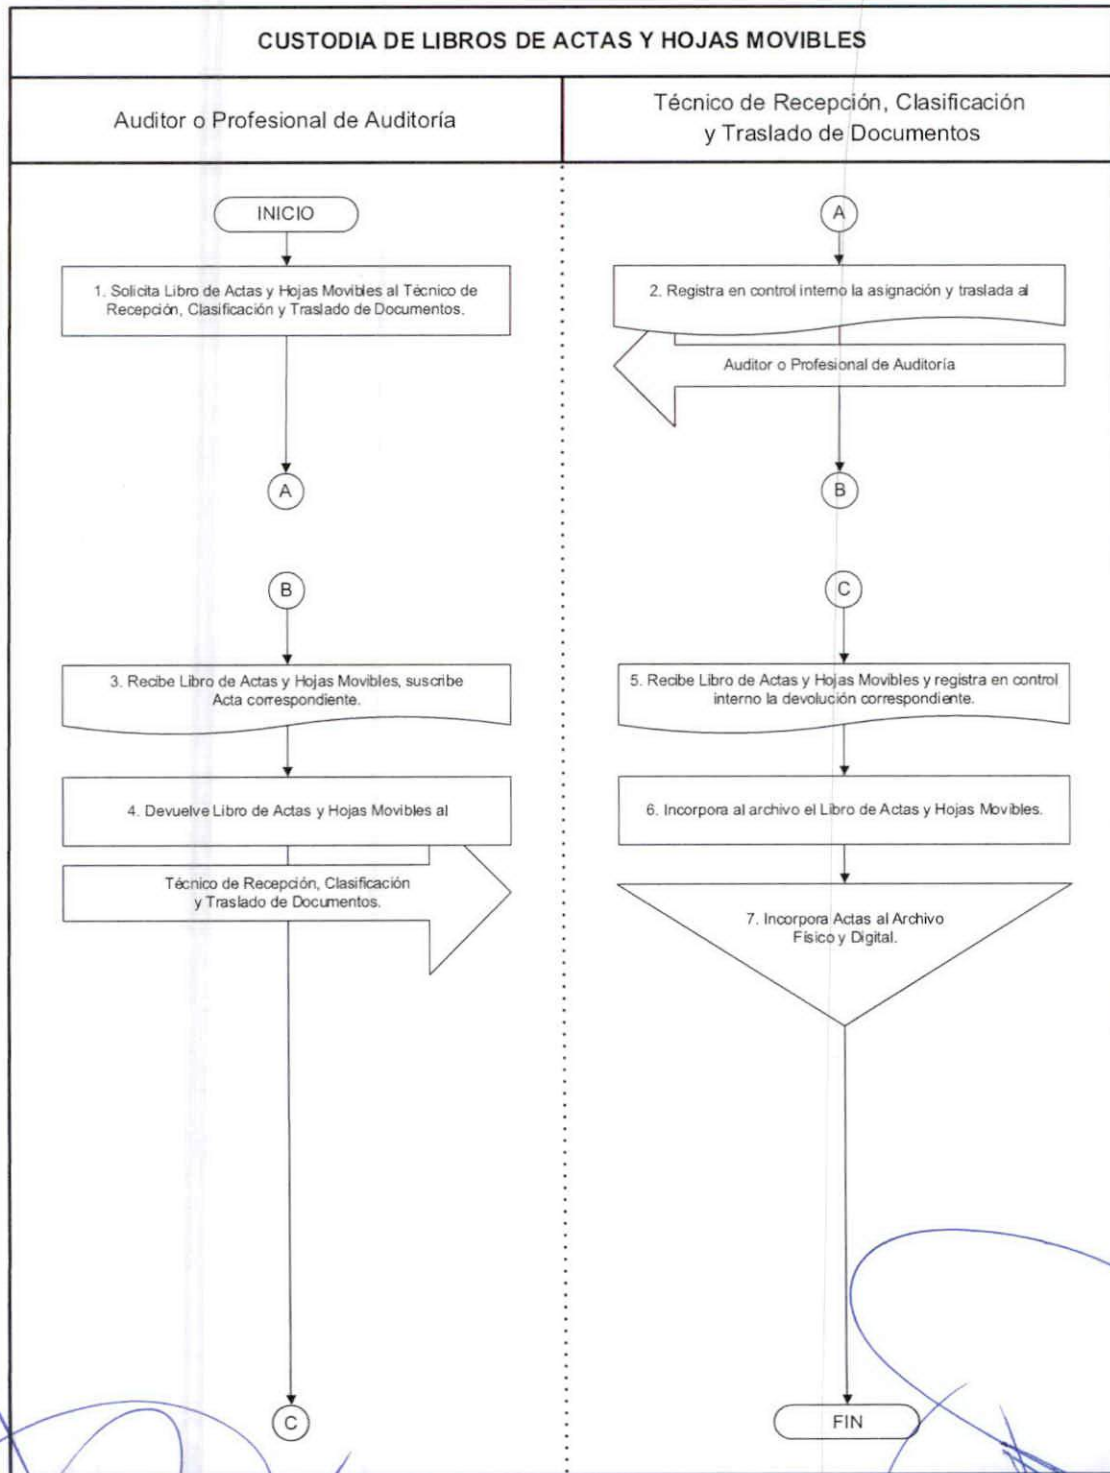 CUSTODIA DE LIBROS DE ACTAS Y HOJAS MOVIBLES
Auditor o Profesional de Auditoría
Técnico de Recepción, Clasificación
y Traslado de Documentos
INICIO
1. Solicita Libro de Actas y Hojas Movibles al Técnico de
Recepción, Clasificación y Traslado de Documentos.
A
A
2. Registra en control interno la asignación y traslada al
Auditor o Profesional de Auditoría
B
B
3. Recibe Libro de Actas y Hojas Movibles, suscribe
Acta correspondiente.
4. Devuelve Libro de Actas y Hojas Movibles al
Técnico de Recepción, Clasificación
y Traslado de Documentos.
C
C
5. Recibe Libro de Actas y Hojas Movibles y registra en control
interno la devolución correspondiente.
6. Incorpora al archivo el Libro de Actas y Hojas Movibles.
7. Incorpora Actas al Archivo
Físico y Digital.
FIN